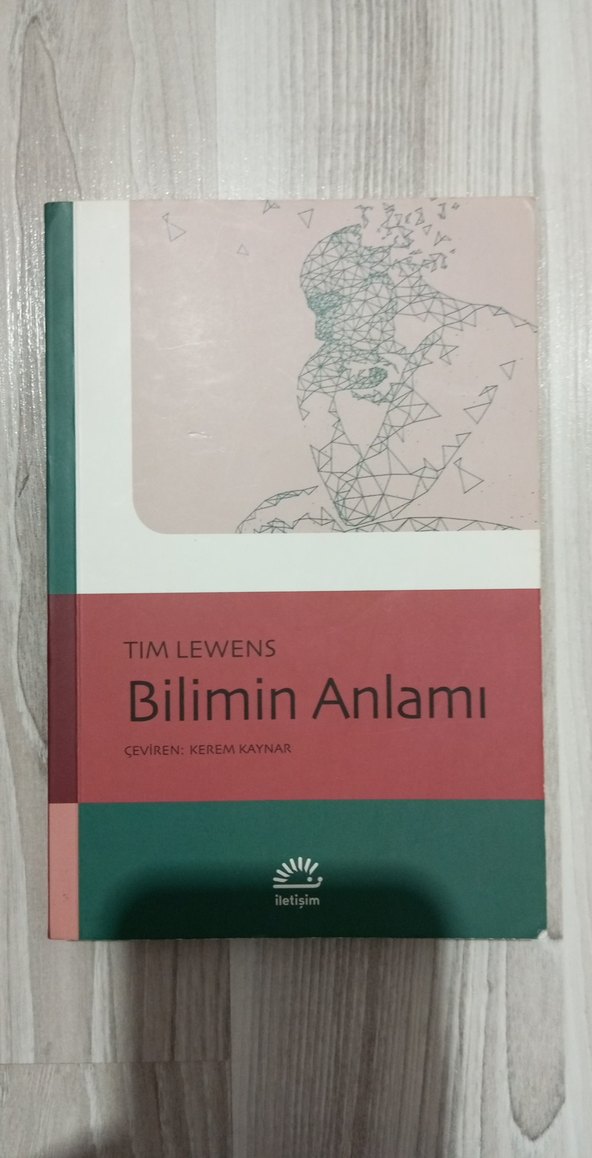 TIM LEWENS
Bilimin Anlamı
ÇEVİREN: KEREM KAYNAR
iletişim